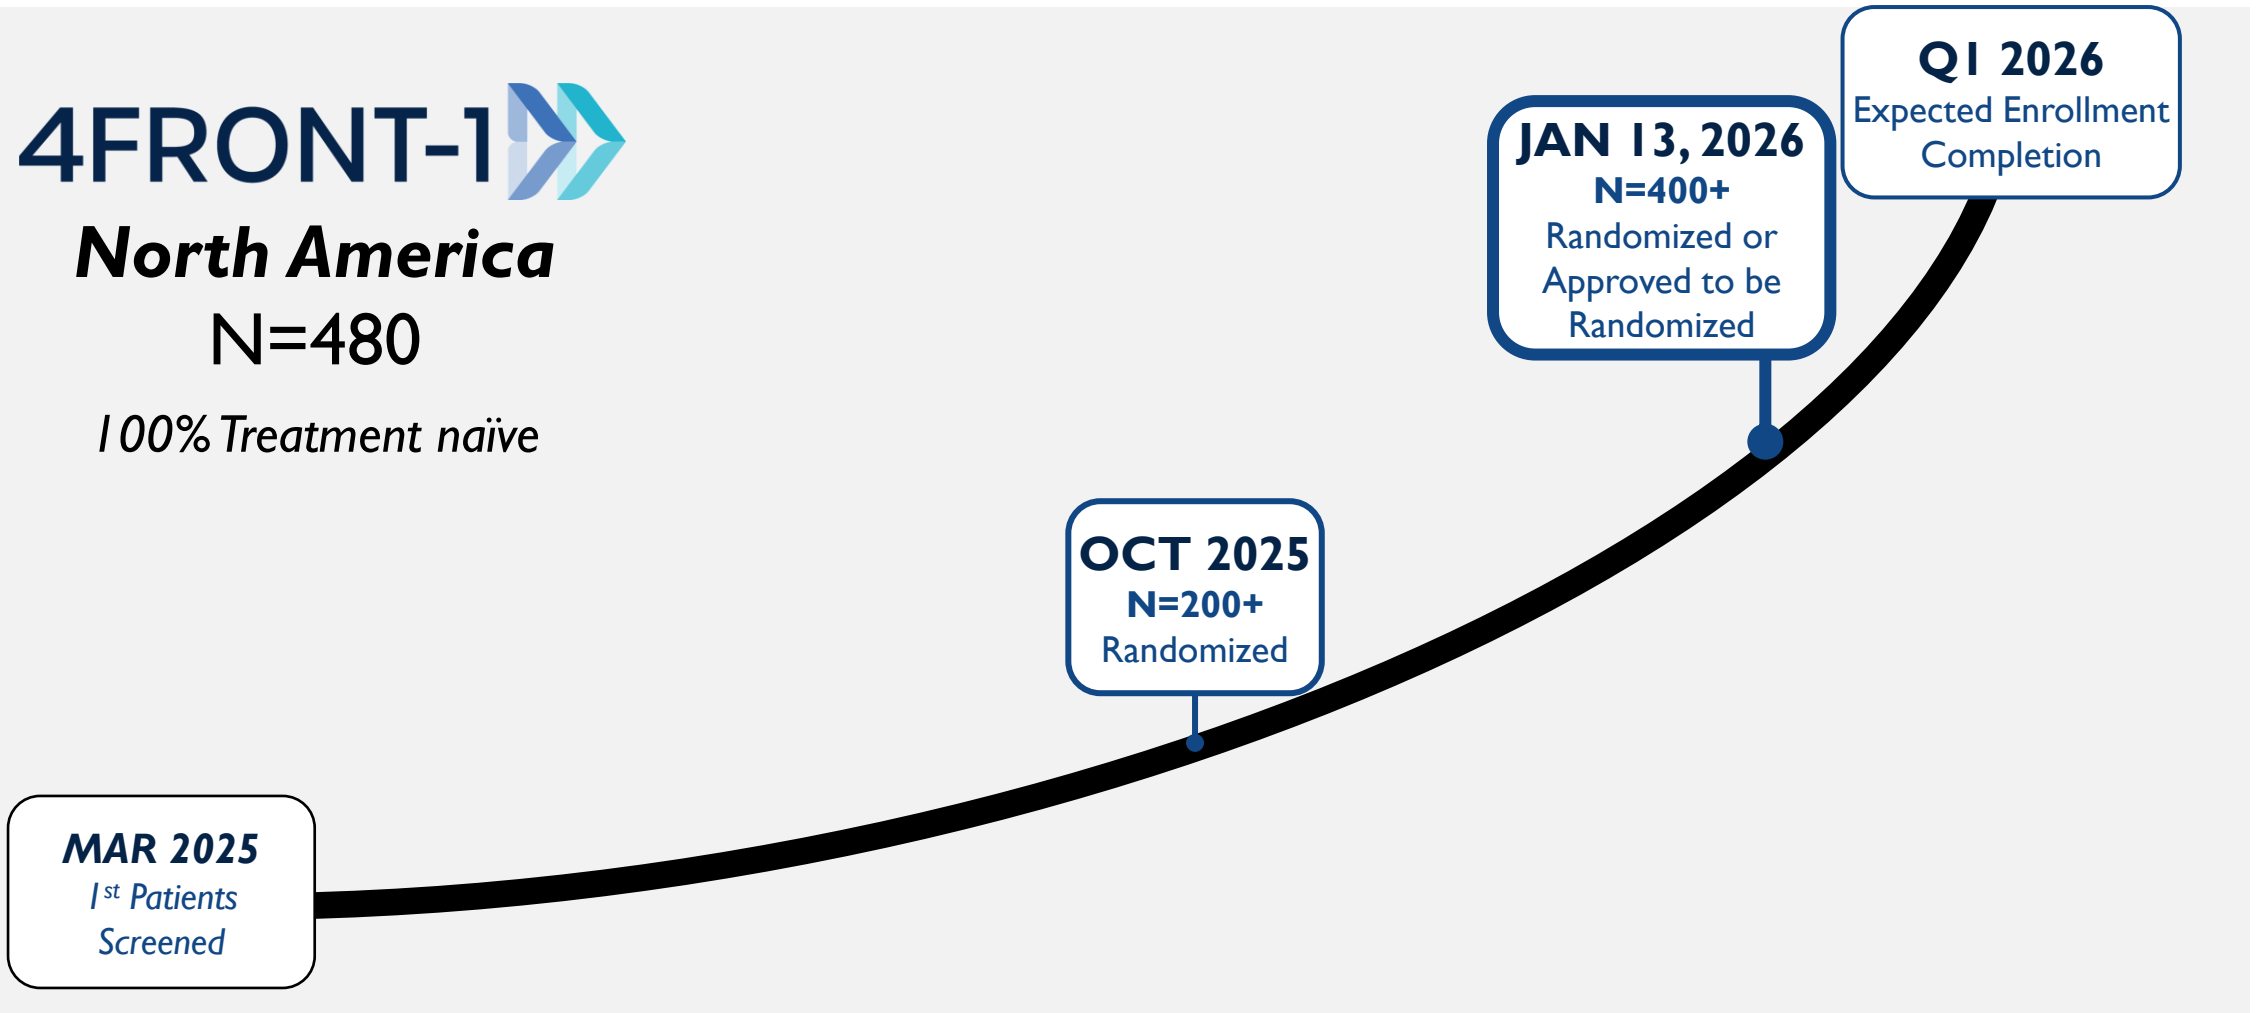 4FRONT-1
North America
N=480
100% Treatment naïve
MAR 2025
1st Patients
Screened
OCT 2025
N=200+
Randomized
JAN 13, 2026
N=400+
Randomized or
Approved to be
Randomized
Q1 2026
Expected Enrollment
Completion